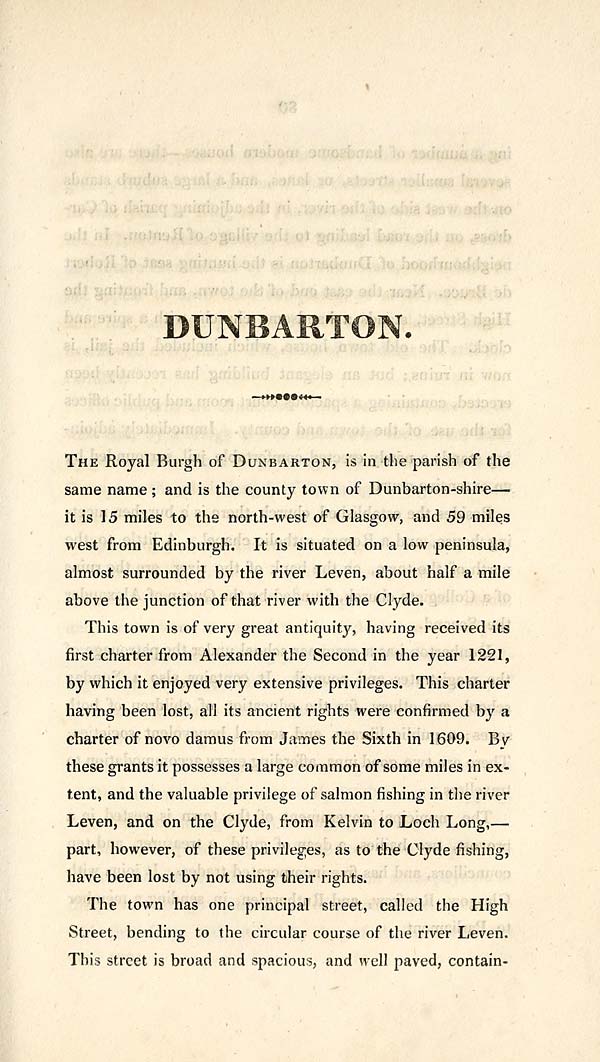 DUNBARTON.
THE Royal Burgh of DUNBARTON, is in the parish of the
same name; and is the county town of Dunbarton-shire—
it is 15 miles to the north-west of Glasgow, and 59 miles
west from Edinburgh. It is situated on a low peninsula,
almost surrounded by the river Leven, about half a mile
above the junction of that river with the Clyde.
This town is of very great antiquity, having received its
first charter from Alexander the Second in the year 1221,
by which it enjoyed very extensive privileges. This charter
having been lost, all its ancient rights were confirmed by a
charter of novo damus from James the Sixth in 1609. By
these grants it possesses a large common of some miles in ex-
tent, and the valuable privilege of salmon fishing in the river
Leven, and on the Clyde, from Kelvin to Loch Long,—
part, however, of these privileges, as to the Clyde fishing,
have been lost by not using their rights.
The town has one principal street, called the High
Street, bending to the circular course of the river Leven.
This street is broad and spacious, and well paved, contain-